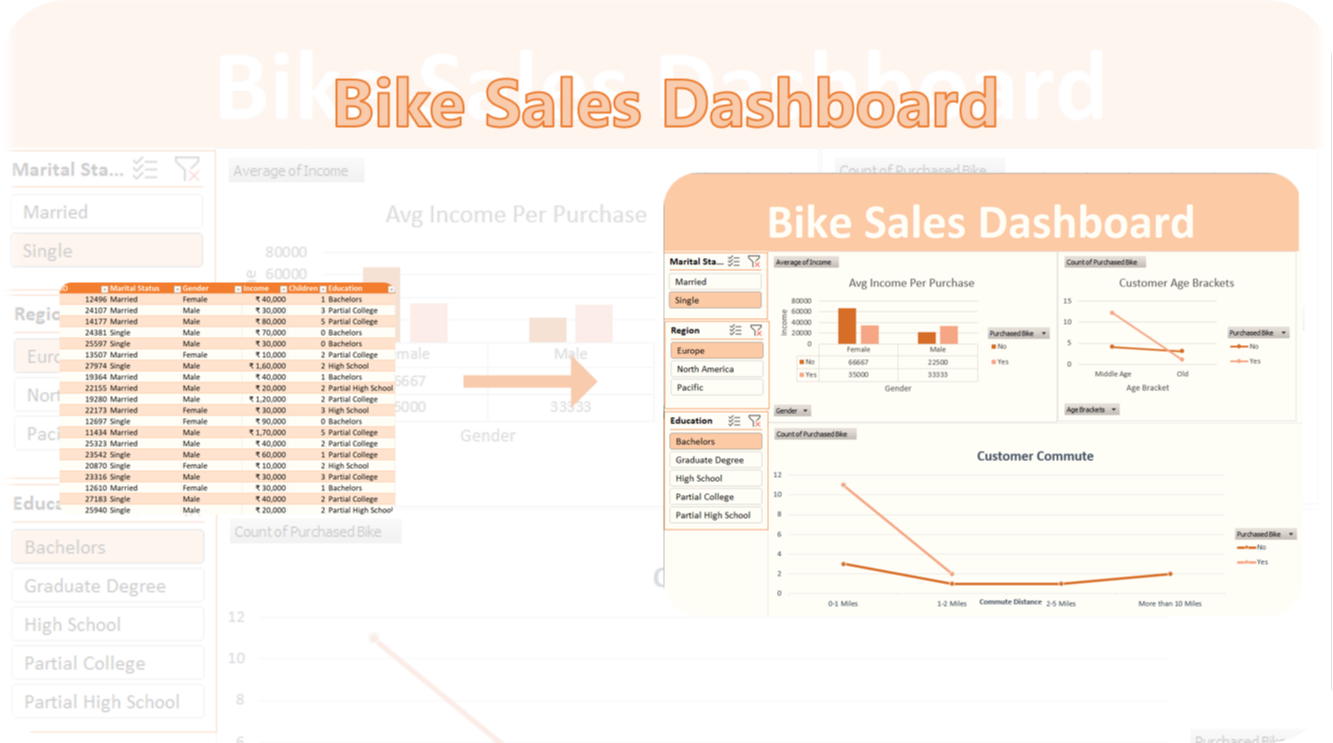 Bike Sales Dashboard
Bike Sales Dashboard
Marital Sta...
Married
Single
Average of Income
Avg Income Per Purchase
80000
60000
Count of Purchased Bike
Marital Status Gender Income Children Education
12496 Married Female ₹ 40,000 1 Bachelors
24107 Married Male ₹ 30,000 3 Partial College
14177 Married Male ₹ 80,000 5 Partial College
24381 Single Male ₹ 70,000 0 Bachelors
25597 Single Male ₹ 30,000 0 Bachelors
13507 Married Female ₹ 10,000 2 Partial College
27974 Single Male ₹ 1,60,000 2 High School
19364 Married Male ₹ 40,000 1 Bachelors
22155 Married Male ₹ 20,000 2 Partial High School
19280 Married Male ₹ 1,20,000 2 Partial College
22173 Married Female ₹ 30,000 3 High School
12697 Single Female ₹ 90,000 0 Bachelors
11434 Married Male ₹ 1,70,000 5 Partial College
25323 Married Male ₹ 40,000 2 Partial College
23542 Single Male ₹ 60,000 1 Partial College
20870 Single Female ₹ 10,000 2 High School
23316 Single Male ₹ 30,000 3 Partial College
12610 Married Female ₹ 30,000 1 Bachelors
27183 Single Male ₹ 40,000 2 Partial College
25940 Single Male ₹ 20,000 2 Partial High School
Male
33333
Gender
Bachelors
Graduate Degree
High School
Partial College
Partial High School
Count of Purchased Bike
12
10
8
6
Bike Sales Dashboard
Marital Sta...
Married
Single
Region
Europe
North America
Pacific
Education
Bachelors
Graduate Degree
High School
Partial College
Partial High School
Average of Income
Avg Income Per Purchase
Income
80000
60000
40000
20000
0
Female Male
No 66667 22500
Yes 35000 33333
Gender
Purchased Bike
No
Yes
Gender
Count of Purchased Bike
Customer Age Brackets
15
10
5
0
Middle Age Old
Age Bracket
Purchased Bike
No
Yes
Age Brackets
Count of Purchased Bike
Customer Commute
12
10
8
6
4
2
0
0-1 Miles 1-2 Miles 2-5 Miles More than 10 Miles
Commute Distance
Purchased Bike
No
Yes
Purchased Bike